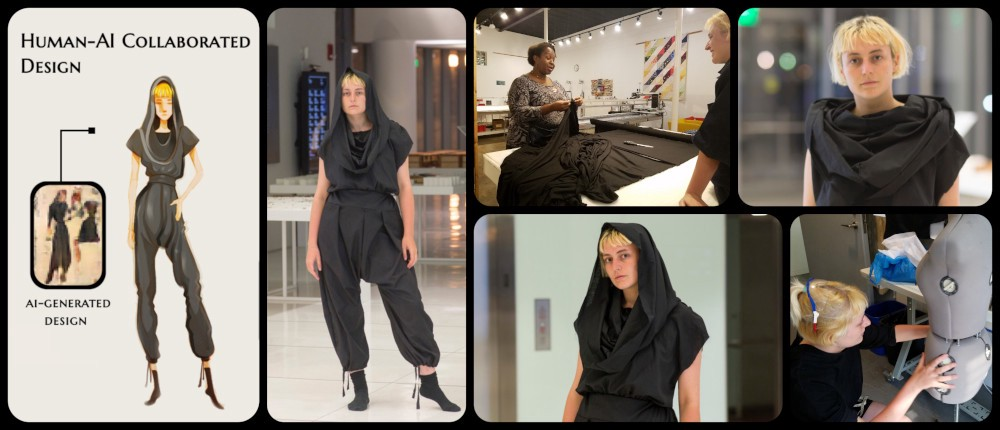 Human-AI Collaborated
Design
AI-generated
design